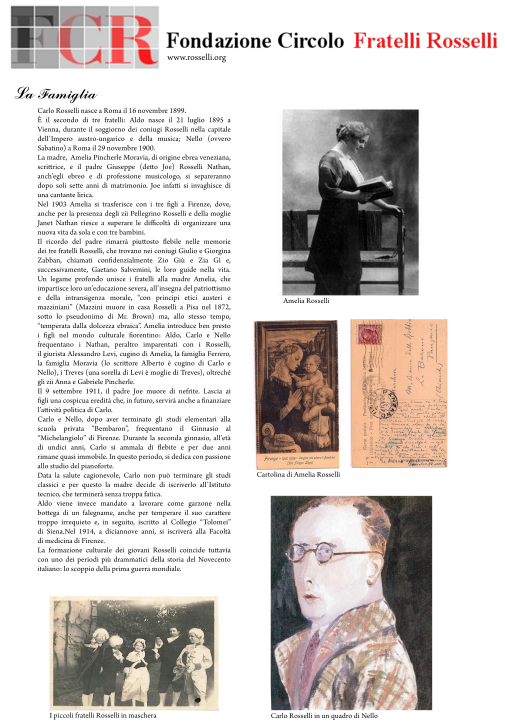 FCR
Fondazione Circolo Fratelli Rosselli
www.rosselli.org
La Famiglia
Carlo Rosselli nasce a Roma il 16 novembre 1899.
È il secondo di tre fratelli: Aldo nasce il 21 luglio 1895 a
Vienna, durante il soggiorno dei coniugi Rosselli nella capitale
dell'Impero austro-ungarico e della musica; Nello (ovvero
Sabatino) a Roma il 29 novembre 1900.
La madre, Amelia Pincherle Moravia, di origine ebrea veneziana,
scrittrice, e il padre Giuseppe (detto Joe) Rosselli Nathan,
anch'egli ebreo e di professione musicologo, si separeranno
dopo soli sette anni di matrimonio. Joe infatti si invaghisce di
una cantante lirica.
Nel 1903 Amelia si trasferisce con i tre figli a Firenze, dove,
anche per la presenza degli zii Pellegrino Rosselli e della moglie
Janet Nathan riesce a superare le difficoltà di organizzare una
nuova vita da sola e con tre bambini.
Il ricordo del padre rimarrà piuttosto flebile nelle memorie
dei tre fratelli Rosselli, che trovano nei coniugi Giulio e Giorgina
Zabban, chiamati confidenzialmente Zio Giù e Zia Gì e,
successivamente, Gaetano Salvemini, le loro guide nella vita.
Un legame profondo unisce i fratelli alla madre Amelia, che
impartisce loro un'educazione severa, all'insegna del patriottismo
e della intransigenza morale, "con principi etici austeri e
mazziniani" (Mazzini muore in casa Rosselli a Pisa nel 1872,
sotto lo pseudonimo di Mr. Brown) ma, allo stesso tempo,
"temperata dalla dolcezza ebraica". Amelia introduce ben presto
i figli nel mondo culturale fiorentino: Aldo, Carlo e Nello
frequentano i Nathan, peraltro imparentati con i Rosselli,
il giurista Alessandro Levi, cugino di Amelia, la famiglia Ferrero,
la famiglia Moravia (lo scrittore Alberto è cugino di Carlo e
Nello), i Treves (una sorella di Levi è moglie di Treves), oltreché
gli zii Anna e Gabriele Pincherle.
Il 9 settembre 1911, il padre Joe muore di nefrite. Lascia ai
figli una cospicua eredità che, in futuro, servirà anche a finanziare
l'attività politica di Carlo.
Carlo e Nello, dopo aver terminato gli studi elementari alla
scuola privata "Bembaron", frequentano il Ginnasio al
"Michelangiolo" di Firenze. Durante la seconda ginnasio, all'età
di undici anni, Carlo si ammala di flebite e per due anni
rimane quasi immobile. In questo periodo, si dedica con passione
allo studio del pianoforte.
Data la salute cagionevole, Carlo non può terminare gli studi
classici e per questo la madre decide di iscriverlo all'Istituto
tecnico, che terminerà senza troppa fatica.
Aldo viene invece mandato a lavorare come garzone nella
bottega di un falegname, anche per temperare il suo carattere
troppo irrequieto e, in seguito, iscritto al Collegio "Tolomei"
di Siena.Nel 1914, a diciannove anni, si iscriverà alla Facoltà
di medicina di Firenze.
La formazione culturale dei giovani Rosselli coincide tuttavia
con uno dei periodi più drammatici della storia del Novecento
italiano: lo scoppio della prima guerra mondiale.
I piccoli fratelli Rosselli in maschera
Amelia Rosselli
Cartolina di Amelia Rosselli
Carlo Rosselli in un quadro di Nello